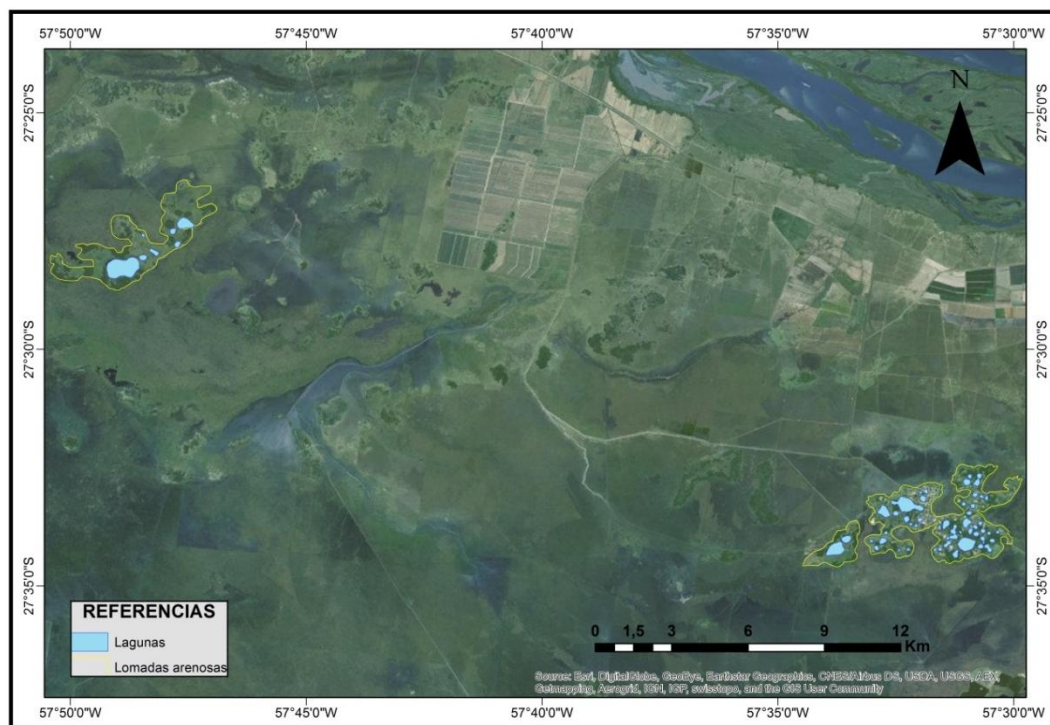 57°50'0"W 57°45'0"W 57°40'0"W 57°35'0"W 57°30'0"W
27°25'0"S 27°25'0"S
N
27°30'0"S 27°30'0"S
27°35'0"S 27°35'0"S
REFERENCIAS
Lagunas
Lomadas arenosas
0 1,5 3 6 9 12
Km
Source: Esri, DigitalGlobe, GeoEye, Earthstar Geographics, CNES/Airbus DS, USDA, USGS, AEX,
Getmapping, Aerogrid, IGN, IGP, swisstopo, and the GIS User Community
57°50'0"W 57°45'0"W 57°40'0"W 57°35'0"W 57°30'0"W